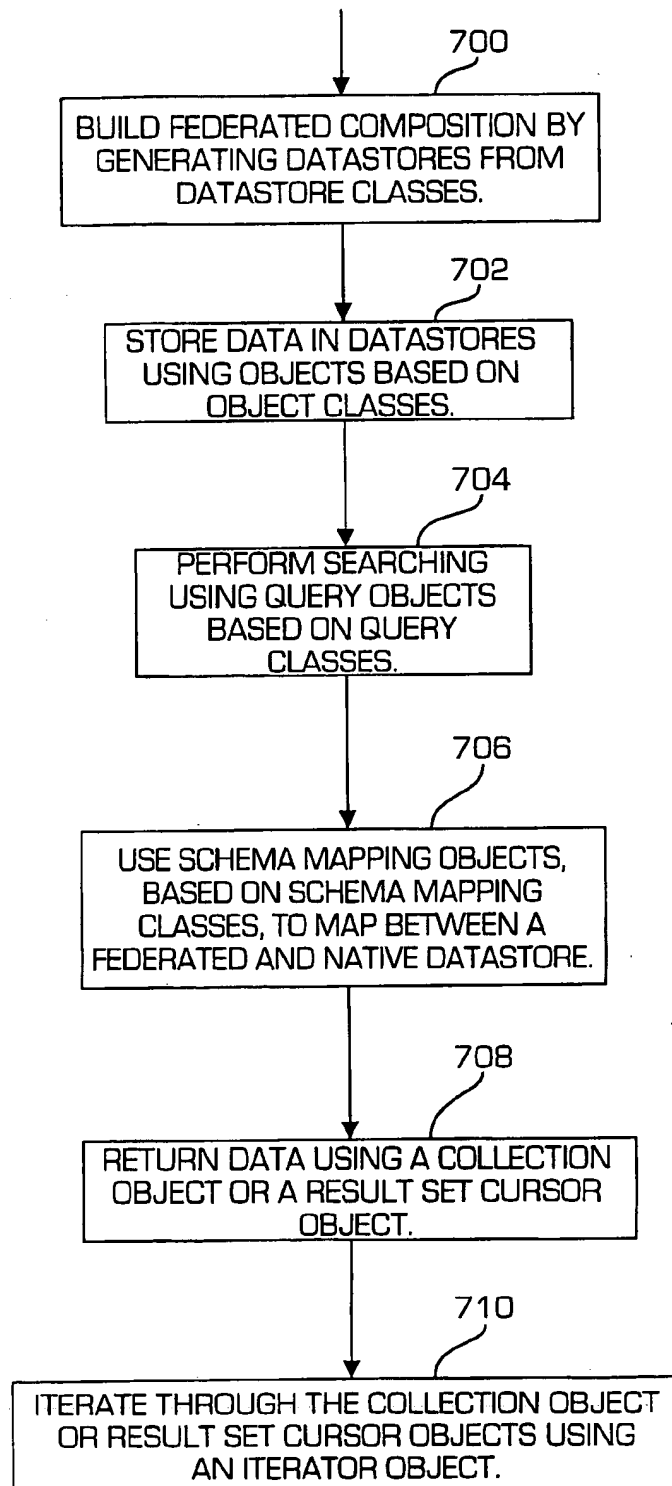 700
BUILD FEDERATED COMPOSITION BY
GENERATING DATASTORES FROM
DATASTORE CLASSES.
702
STORE DATA IN DATASTORES
USING OBJECTS BASED ON
OBJECT CLASSES.
704
PERFORM SEARCHING
USING QUERY OBJECTS
BASED ON QUERY
CLASSES.
706
USE SCHEMA MAPPING OBJECTS,
BASED ON SCHEMA MAPPING
CLASSES, TO MAP BETWEEN A
FEDERATED AND NATIVE DATASTORE.
708
RETURN DATA USING A COLLECTION
OBJECT OR A RESULT SET CURSOR
OBJECT.
710
ITERATE THROUGH THE COLLECTION OBJECT
OR RESULT SET CURSOR OBJECTS USING
AN ITERATOR OBJECT.